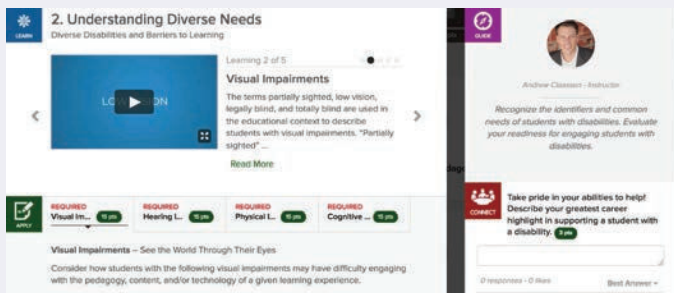 2. Understanding Diverse Needs
LEARN
Diverse Disabilities and Barriers to Learning
Learning 2 of 5
Visual Impairments
LOW VISION
The terms partially sighted, low vision,
legally blind, and totally blind are used in
the educational context to describe
students with visual impairments. "Partially
sighted" ...
Read More
APPLY
REQUIRED
Visual Im... 15 pts
REQUIRED
Hearing L... 15 pts
REQUIRED
Physical L... 15 pts
REQUIRED
Cognitive ... 15 pts
Visual Impairments – See the World Through Their Eyes
Consider how students with the following visual impairments may have difficulty engaging
with the pedagogy, content, and/or technology of a given learning experience.
GUIDE
Andrew Claassen - Instructor
Recognize the identifiers and common
needs of students with disabilities. Evaluate
your readiness for engaging students with
disabilities.
CONNECT
Take pride in your abilities to help!
Describe your greatest career
highlight in supporting a student with
a disability. 3 pts
0 responses - 0 likes
Best Answer